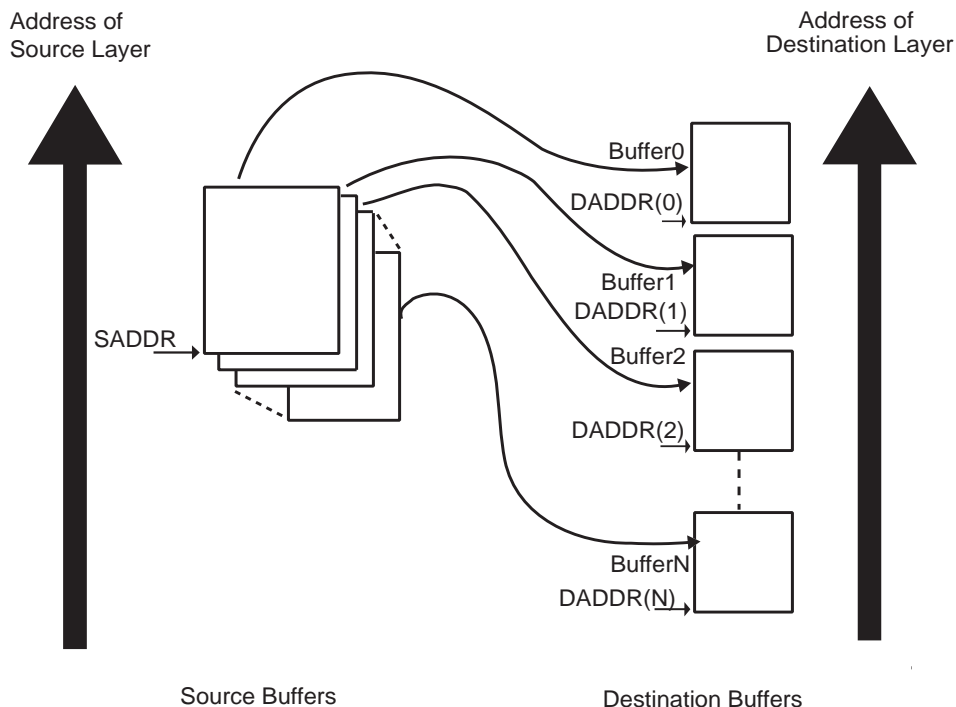 Address of
Source Layer
Address of
Destination Layer
Buffer0
DADDR(0)
Buffer1
DADDR(1)
SADDR
Buffer2
DADDR(2)
BufferN
DADDR(N)
Source Buffers
Destination Buffers